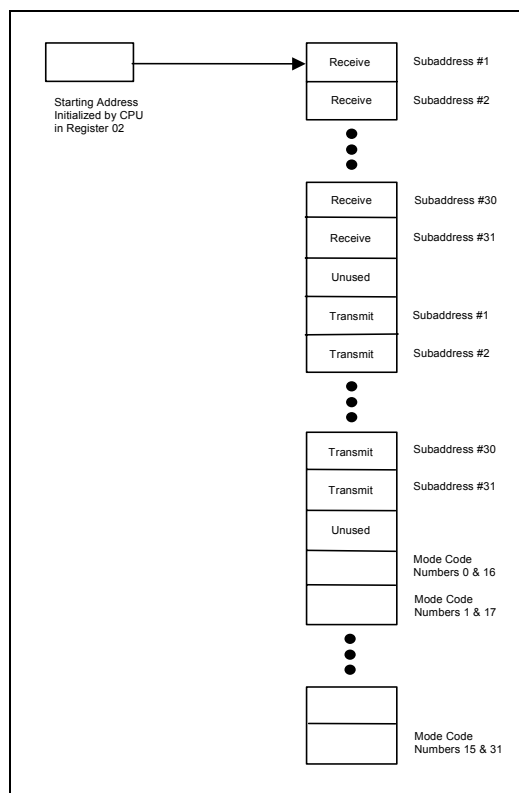 Receive
Subaddress #1
Starting Address
Initialized by CPU
in Register 02
Receive
Subaddress #2
Receive
Subaddress #30
Receive
Subaddress #31
Unused
Transmit
Subaddress #1
Transmit
Subaddress #2
Transmit
Subaddress #30
Transmit
Subaddress #31
Unused
Mode Code
Numbers 0 & 16
Mode Code
Numbers 1 & 17
Mode Code
Numbers 15 & 31